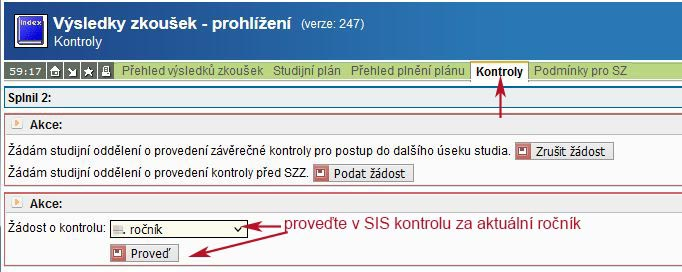 index
Výsledky zkoušek - prohlížení (verze: 247)
Kontroly
59:17 Přehled výsledků zkoušek Studijní plán Přehled plnění plánu Kontroly Podmínky pro SZ
Splnil 2:
Akce:
Žádám studijní oddělení o provedení závěrečné kontroly pro postup do dalšího úseku studia. Zrušit žádost
Žádám studijní oddělení o provedení kontroly před SZZ. Podat žádost
Akce:
Žádost o kontrolu: . ročník proveďte v SIS kontrolu za aktuální ročník
Proveď